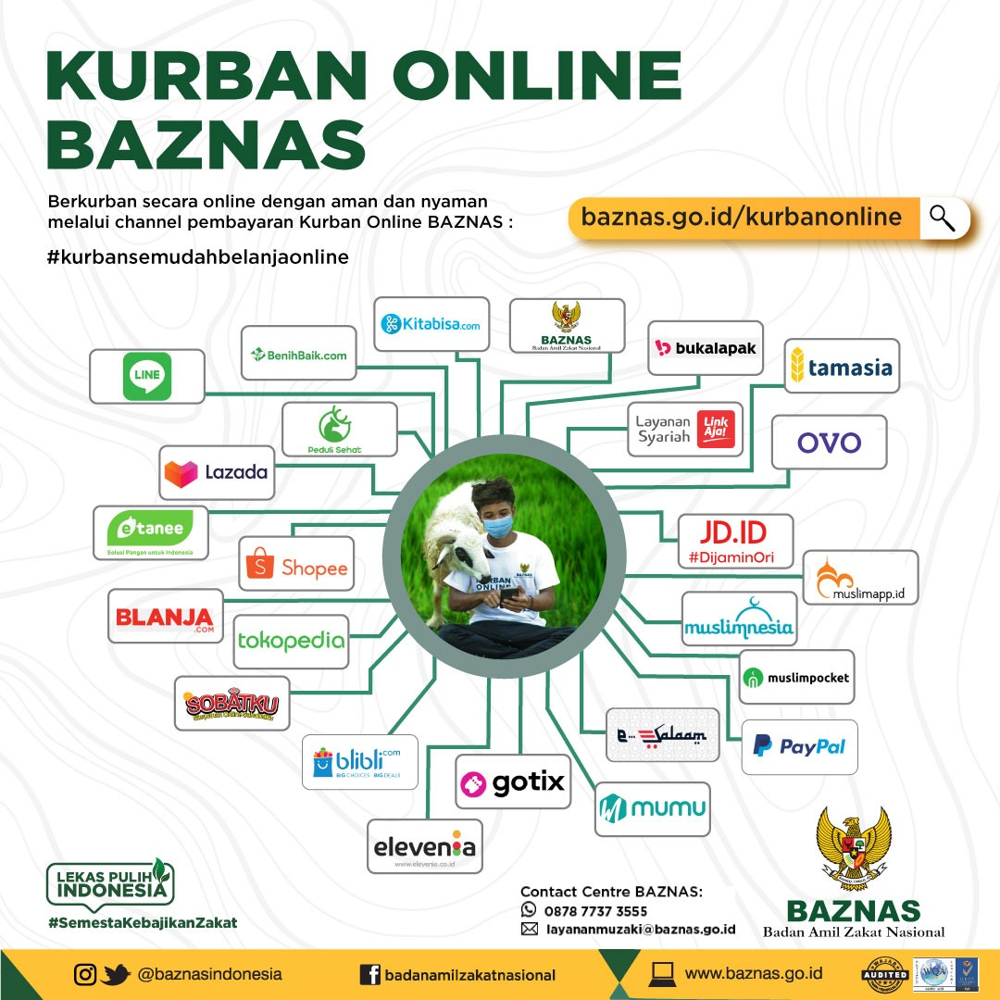 KURBAN ONLINE
BAZNAS
Berkurban secara online dengan aman dan nyaman
melalui channel pembayaran Kurban Online BAZNAS :
#kurbansemudahbelanjaonline
baznas.go.id/kurbanonline
Kitabisa.com
BAZNAS
Badan Amil Zakat Nasional
BenihBaik.com
bukalapak
LINE
tamasia
Peduli Sehat
Layanan
Syariah
Link
Aja!
OVO
Lazada
etanee
Solusi Pangan untuk Indonesia
Shopee
JD.ID
#DijaminOri
muslimapp.id
BLANJA
.COM
tokopedia
muslimnesia
KURBAN
ONLINE
BAZNAS
muslimpocket
SOBATKU
e-Salaam
PayPal
blibli.com
BIG CHOICES BIG DEALS
gotix
mumu
elevenia
www.elevenia.co.id
LEKAS PULIH
INDONESIA
#SemestaKebajikanZakat
Contact Centre BAZNAS:
0878 7737 3555
layananmuzaki@baznas.go.id
BAZNAS
Badan Amil Zakat Nasional
@baznasindonesia
badanamilzakatnasional
www.baznas.go.id
AUDITED
WQA